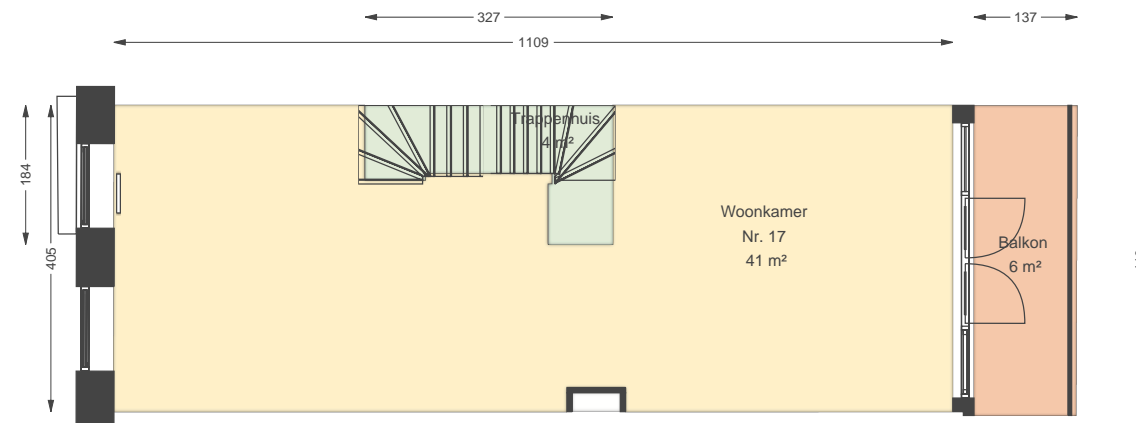 327
137
1109
Trappenhuis
4 m²
184
405
Woonkamer
Nr. 17
41 m²
Balkon
6 m²